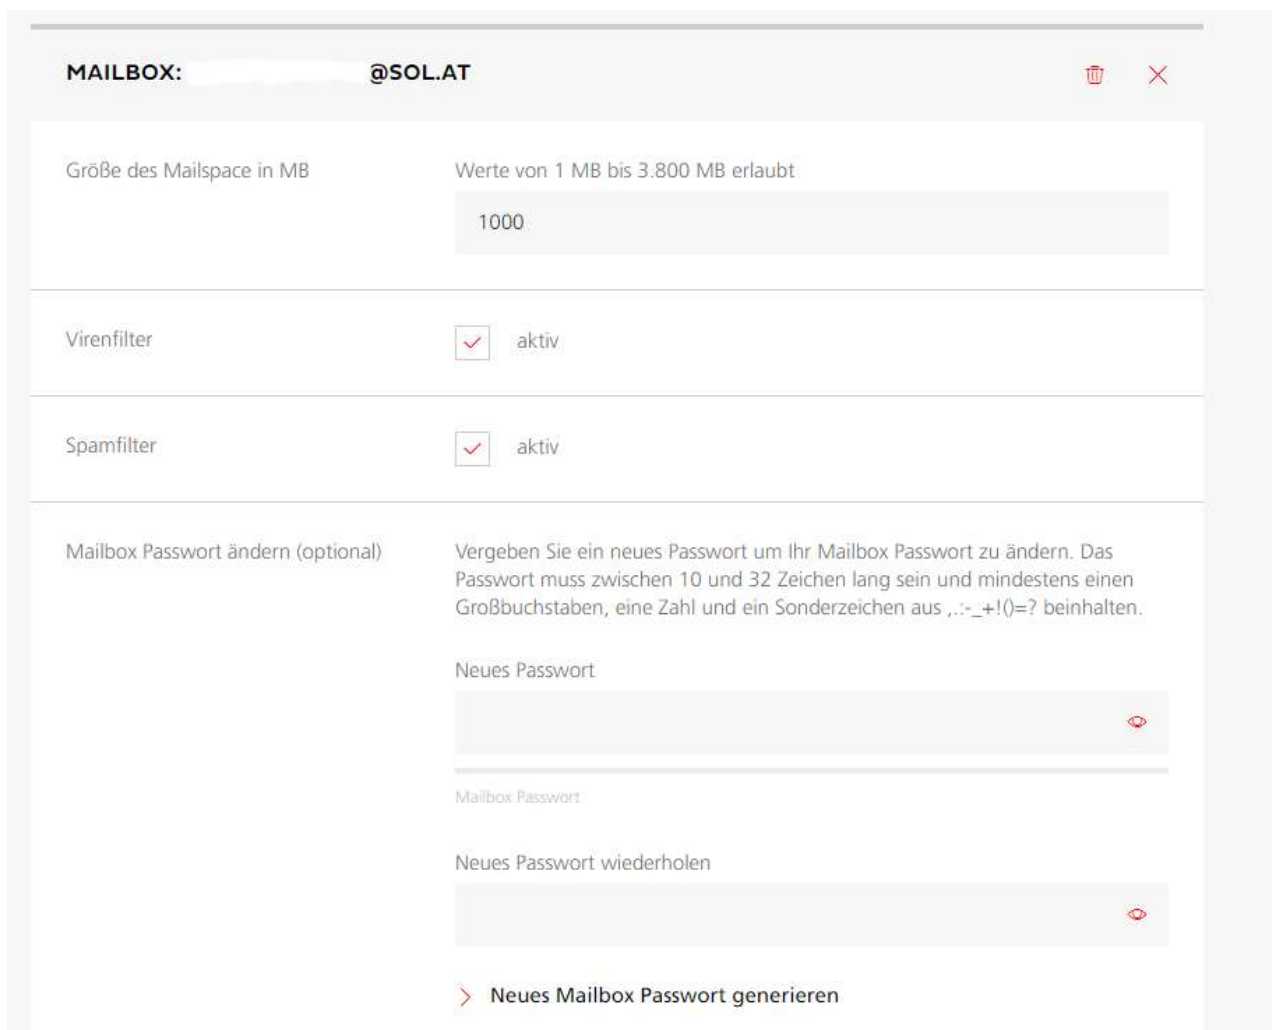 MAILBOX: @SOL.AT
Größe des Mailspace in MB
Werte von 1 MB bis 3.800 MB erlaubt
1000
Virenfilter
aktiv
Spamfilter
aktiv
Mailbox Passwort ändern (optional)
Vergeben Sie ein neues Passwort um Ihr Mailbox Passwort zu ändern. Das
Passwort muss zwischen 10 und 32 Zeichen lang sein und mindestens einen
Großbuchstaben, eine Zahl und ein Sonderzeichen aus ,.:-_+!()=? beinhalten.
Neues Passwort
Mailbox Passwort
Neues Passwort wiederholen
Neues Mailbox Passwort generieren